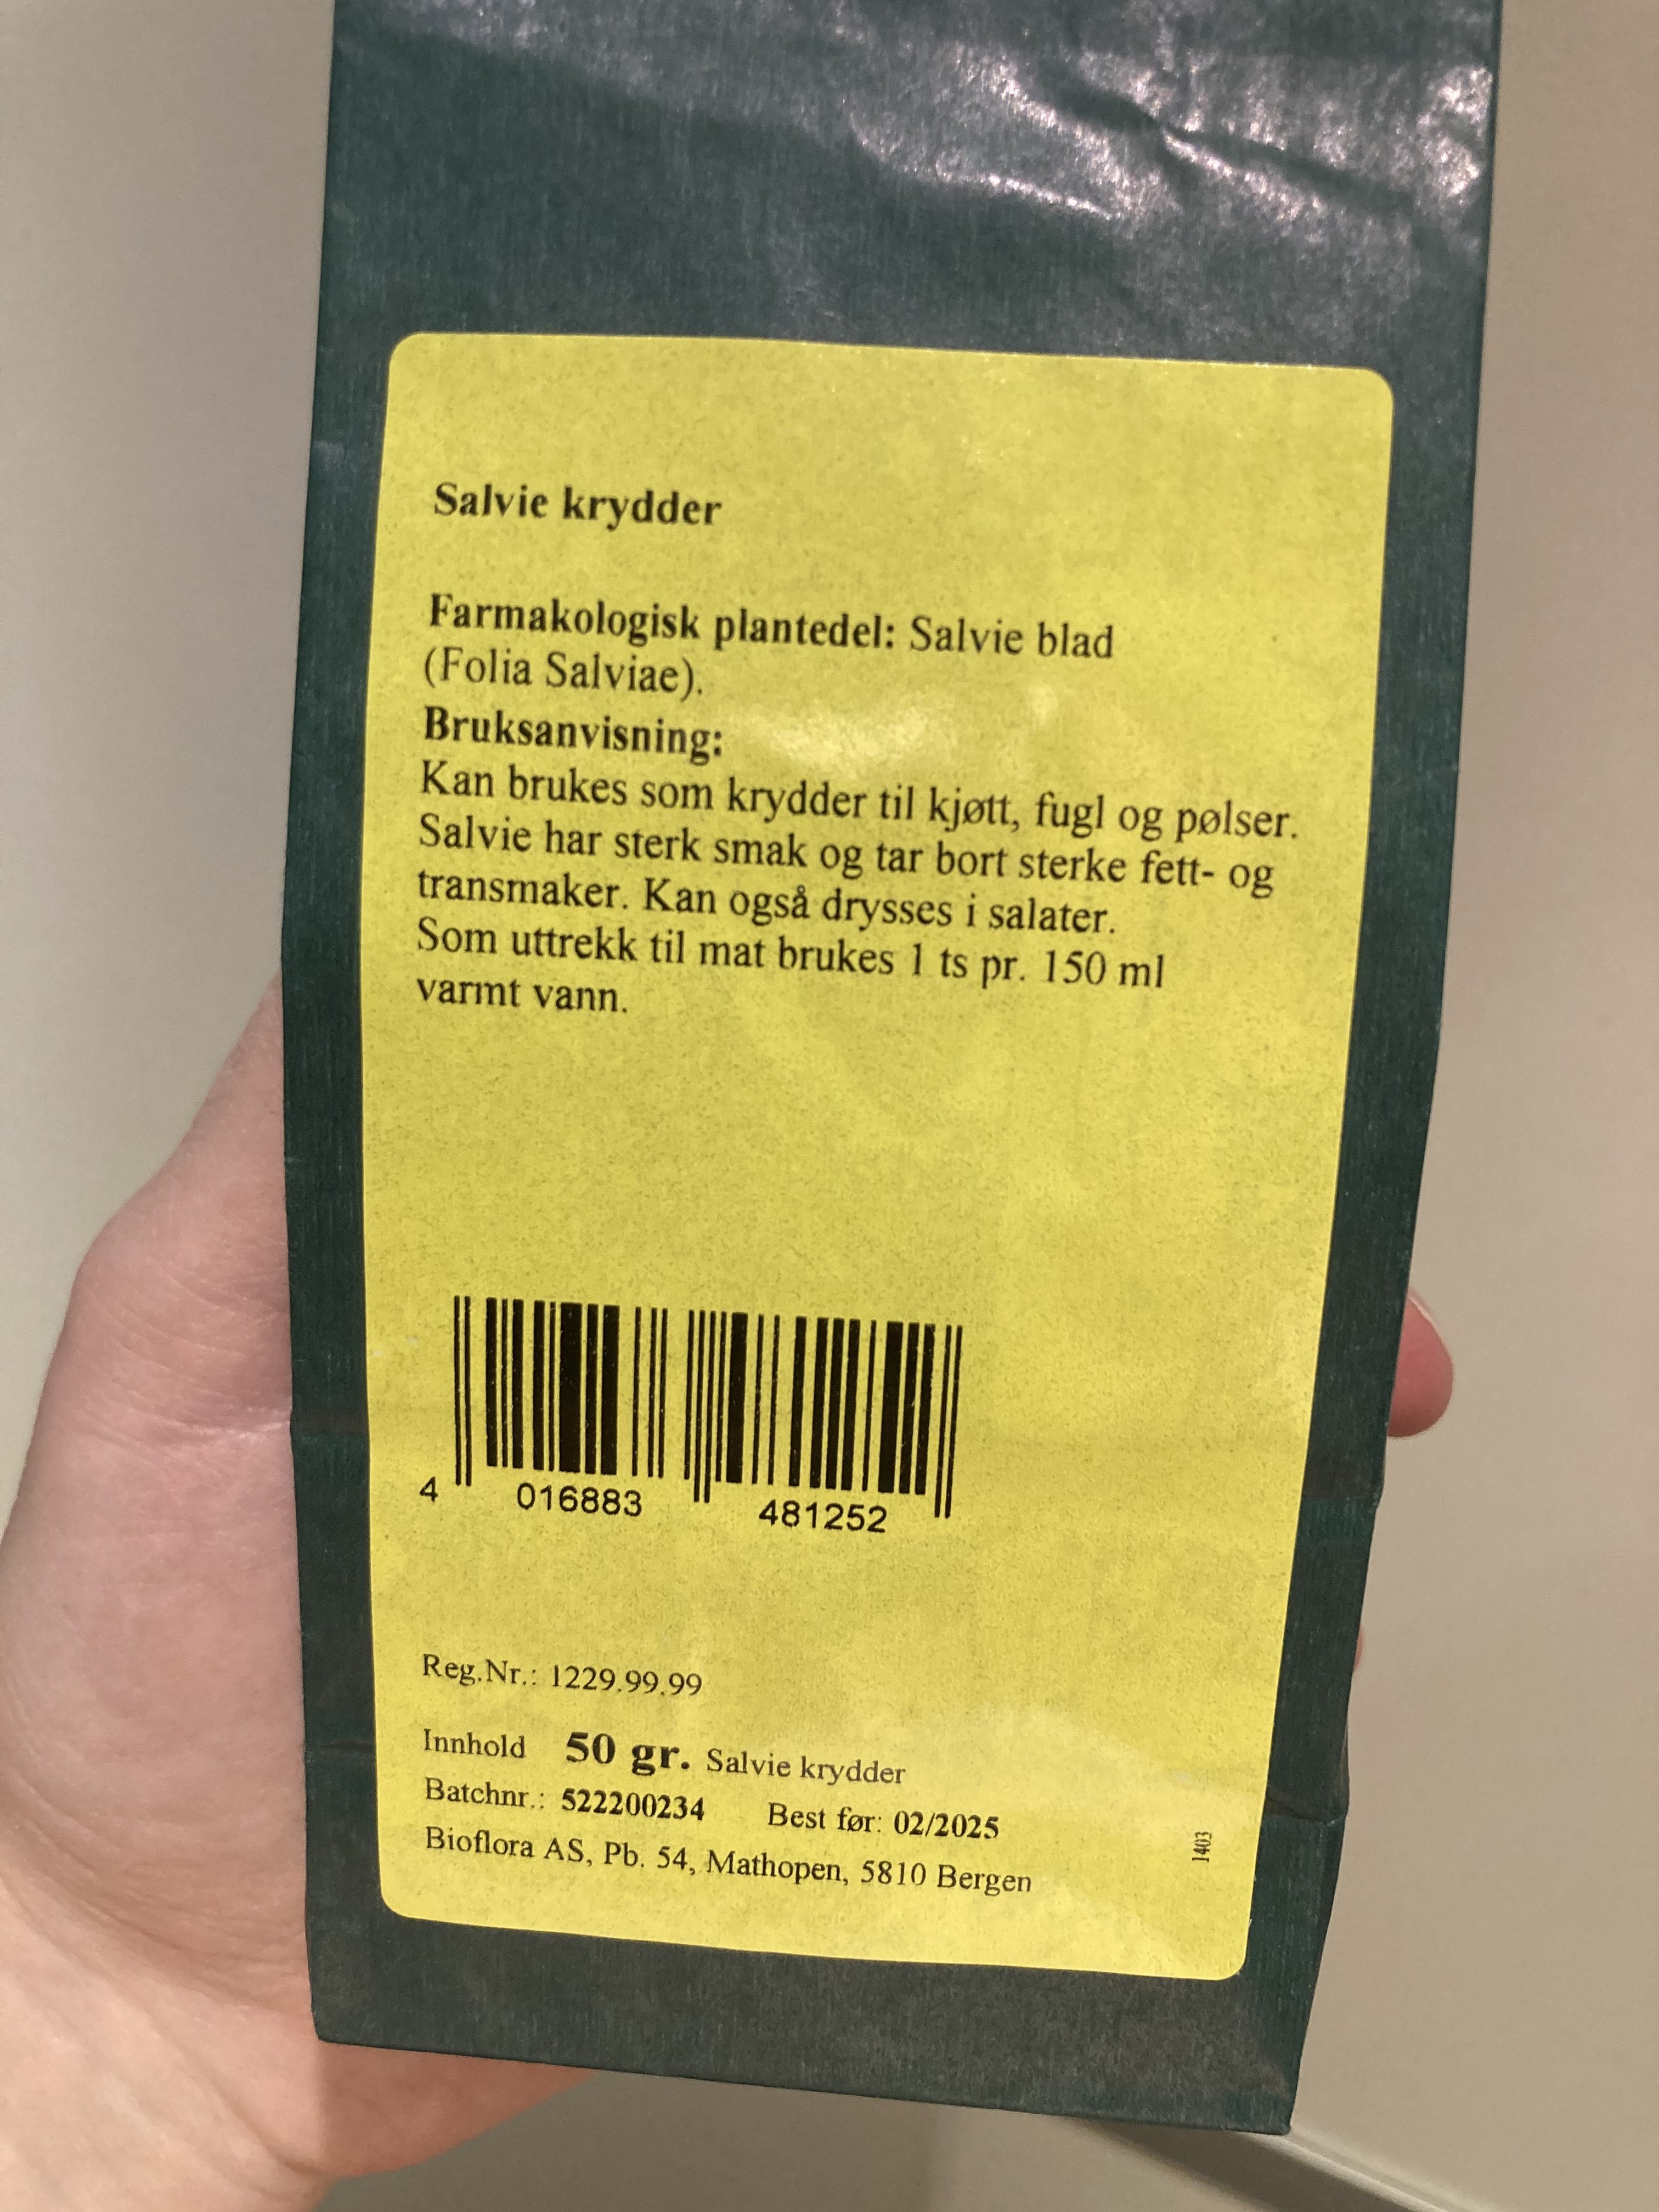 Salvie krydder
Farmakologisk plantedel: Salvie blad
(Folia Salviae).
Bruksanvisning:
Kan brukes som krydder til kjøtt, fugl og pølser.
Salvie har sterk smak og tar bort sterke fett- og
transmaker. Kan også drysses i salater.
Som uttrekk til mat brukes 1 ts pr. 150 ml
varmt vann.
4 016883 481252
Reg.Nr.: 1229.99.99
Innhold 50 gr. Salvie krydder
Batchnr.: 522200234 Best før: 02/2025
Bioflora AS, Pb. 54, Mathopen, 5810 Bergen
1403